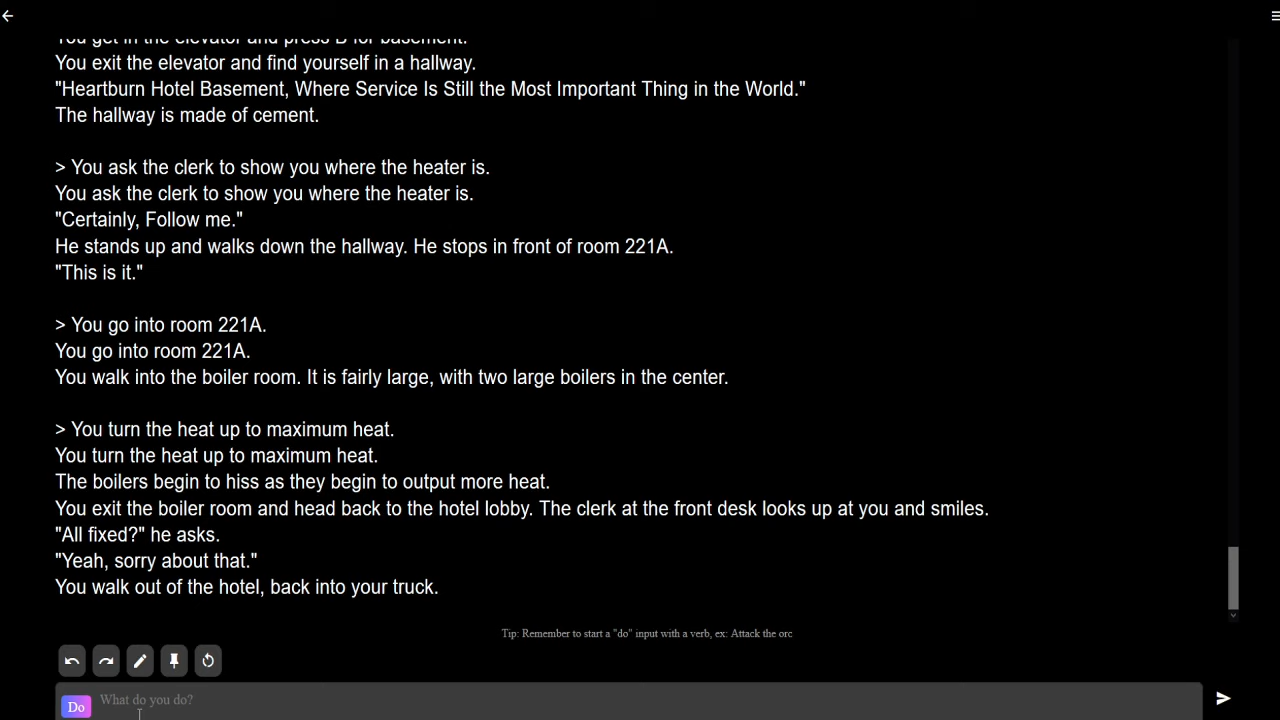 You get in the elevator and press B for basement.
You exit the elevator and find yourself in a hallway.
"Heartburn Hotel Basement, Where Service Is Still the Most Important Thing in the World."
The hallway is made of cement.
> You ask the clerk to show you where the heater is.
You ask the clerk to show you where the heater is.
"Certainly, Follow me."
He stands up and walks down the hallway. He stops in front of room 221A.
"This is it."
> You go into room 221A.
You go into room 221A.
You walk into the boiler room. It is fairly large, with two large boilers in the center.
> You turn the heat up to maximum heat.
You turn the heat up to maximum heat.
The boilers begin to hiss as they begin to output more heat.
You exit the boiler room and head back to the hotel lobby. The clerk at the front desk looks up at you and smiles.
"All fixed?" he asks.
"Yeah, sorry about that."
You walk out of the hotel, back into your truck.
Tip: Remember to start a "do" input with a verb, ex: Attack the orc
Do What do you do?